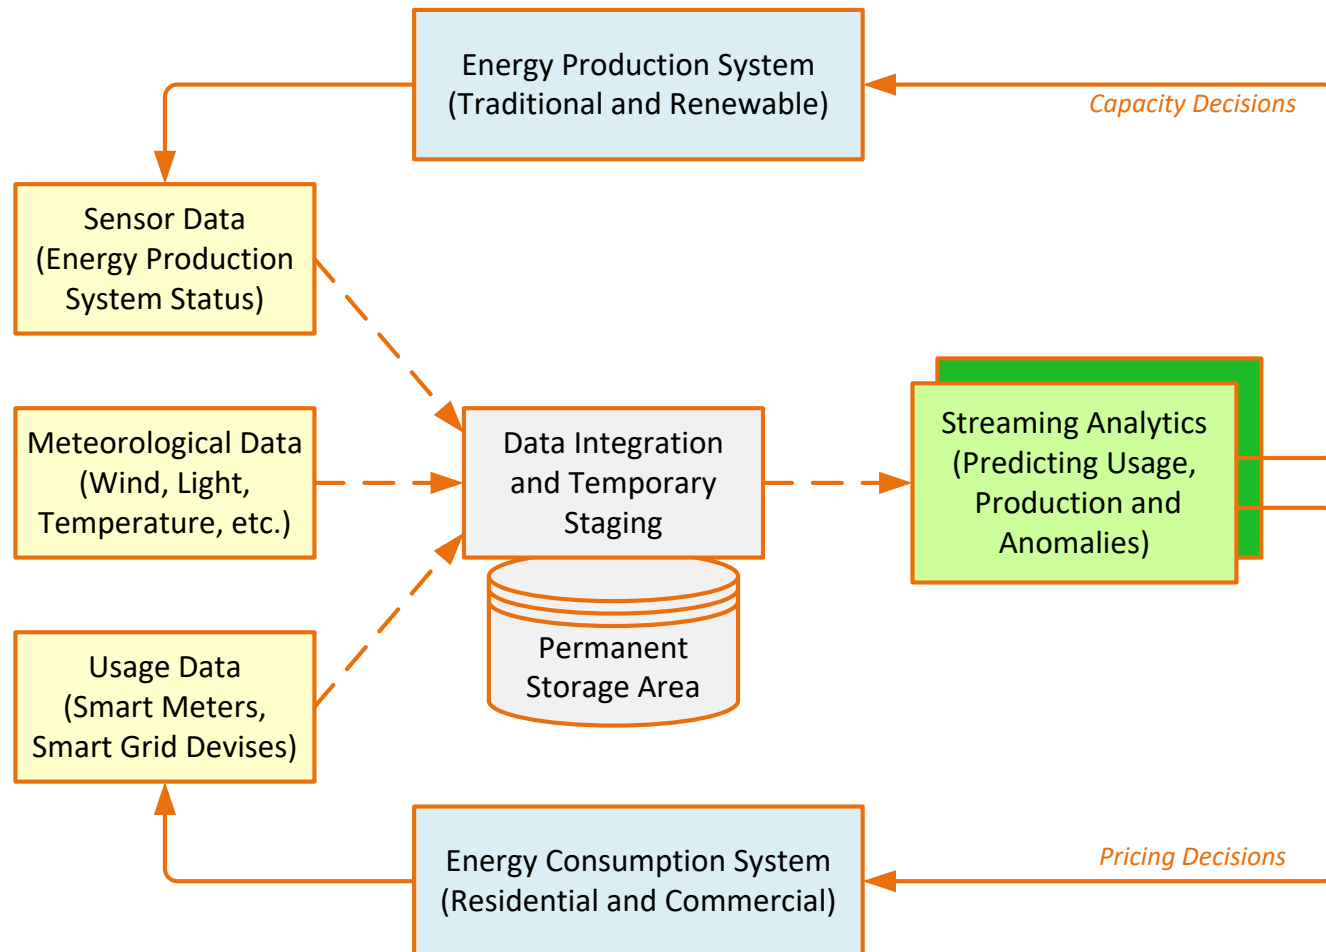 Energy Production System
(Traditional and Renewable)
Capacity Decisions
Sensor Data
(Energy Production
System Status)
Meteorological Data
(Wind, Light,
Temperature, etc.)
Data Integration
and Temporary
Staging
Streaming Analytics
(Predicting Usage,
Production and
Anomalies)
Permanent
Storage Area
Usage Data
(Smart Meters,
Smart Grid Devises)
Energy Consumption System
(Residential and Commercial)
Pricing Decisions